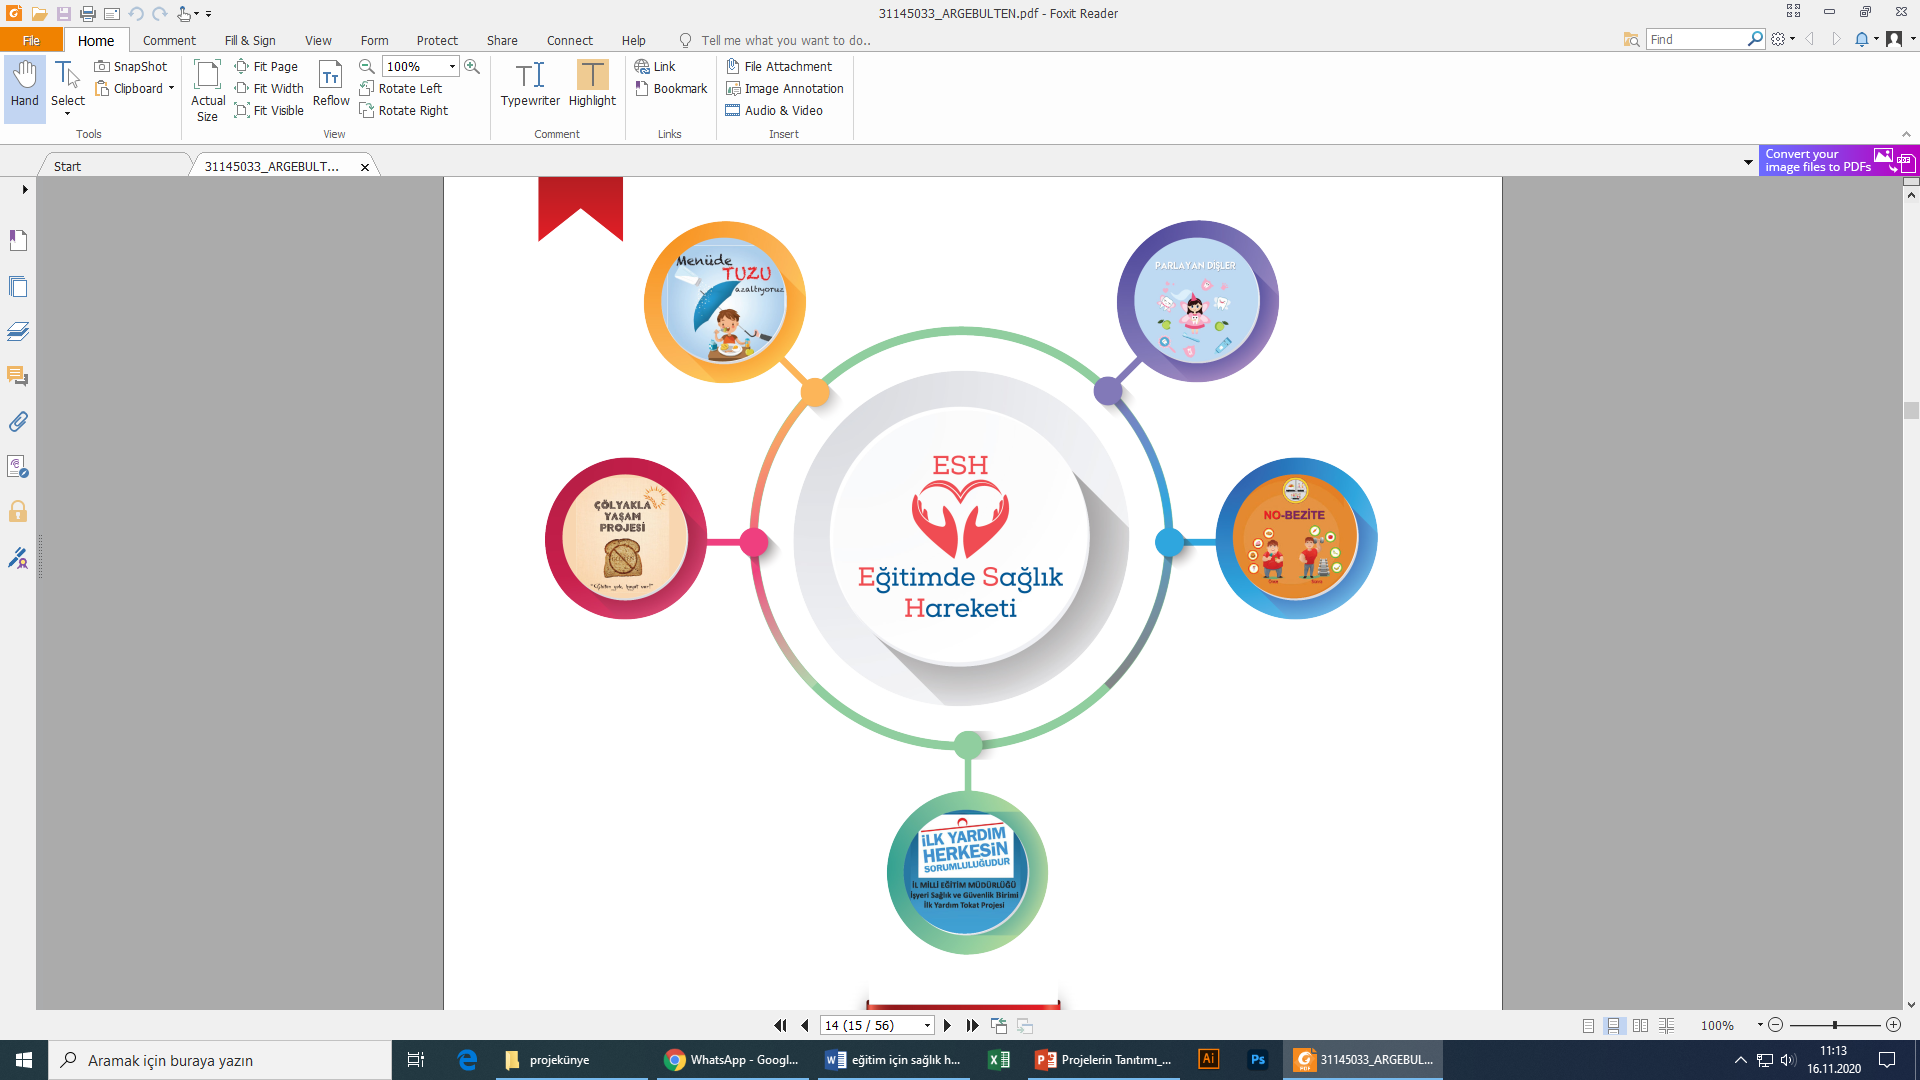 31145033_ARGEBULTEN.pdf - Foxit Reader
File
Home
Comment
Fill & Sign
View
Form
Protect
Share
Connect
Help
Tell me what you want to do..
Find
Hand
Select
SnapShot
Clipboard
Tools
Actual
Size
Fit Page
Fit Width
Fit Visible
Reflow
100%
Rotate Left
Rotate Right
View
Typewriter
Highlight
Comment
Link
Bookmark
Links
File Attachment
Image Annotation
Audio & Video
Insert
Start
31145033_ARGEBULT...
Convert your
image files to PDFs
Menüde
TUZU
azaltıyoruz
PARLAYAN DİŞLER
ÇÖLYAKLA
YAŞAM
PROJESİ
ESH
Eğitimde Sağlık
Hareketi
NO-BEZİTE
İLK YARDIM
HERKESİN
SORUMLULUĞUDUR
İL MİLLİ EĞİTİM MÜDÜRLÜĞÜ
İşyeri Sağlık ve Güvenlik Birimi
İlk Yardım Tokat Projesi
14 (15 / 56)
100%
Aramak için buraya yazın
projekünye
WhatsApp - Googl...
eğitim için sağlık h...
Projelerin Tanıtımı_...
31145033_ARGEBUL...
11:13
16.11.2020